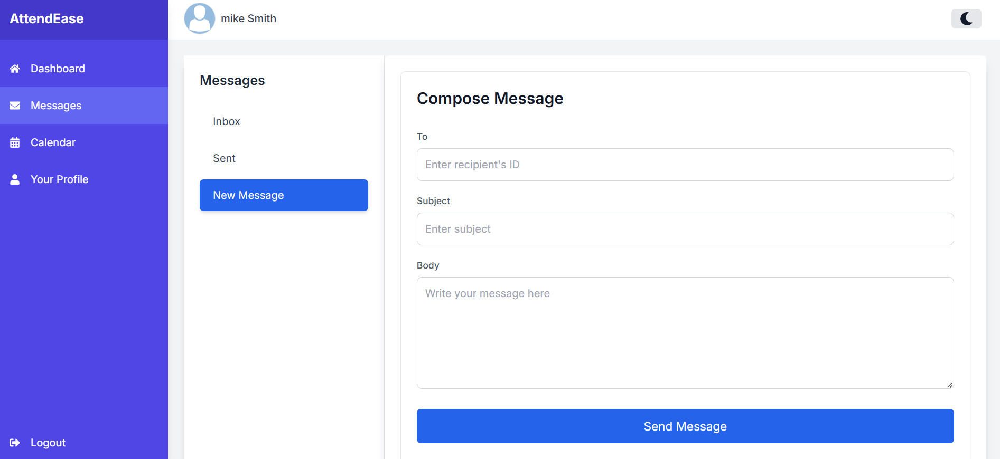 AttendEase
Dashboard
Messages
Calendar
Your Profile
Logout
mike Smith
Messages
Inbox
Sent
New Message
Compose Message
To
Enter recipient's ID
Subject
Enter subject
Body
Write your message here
Send Message